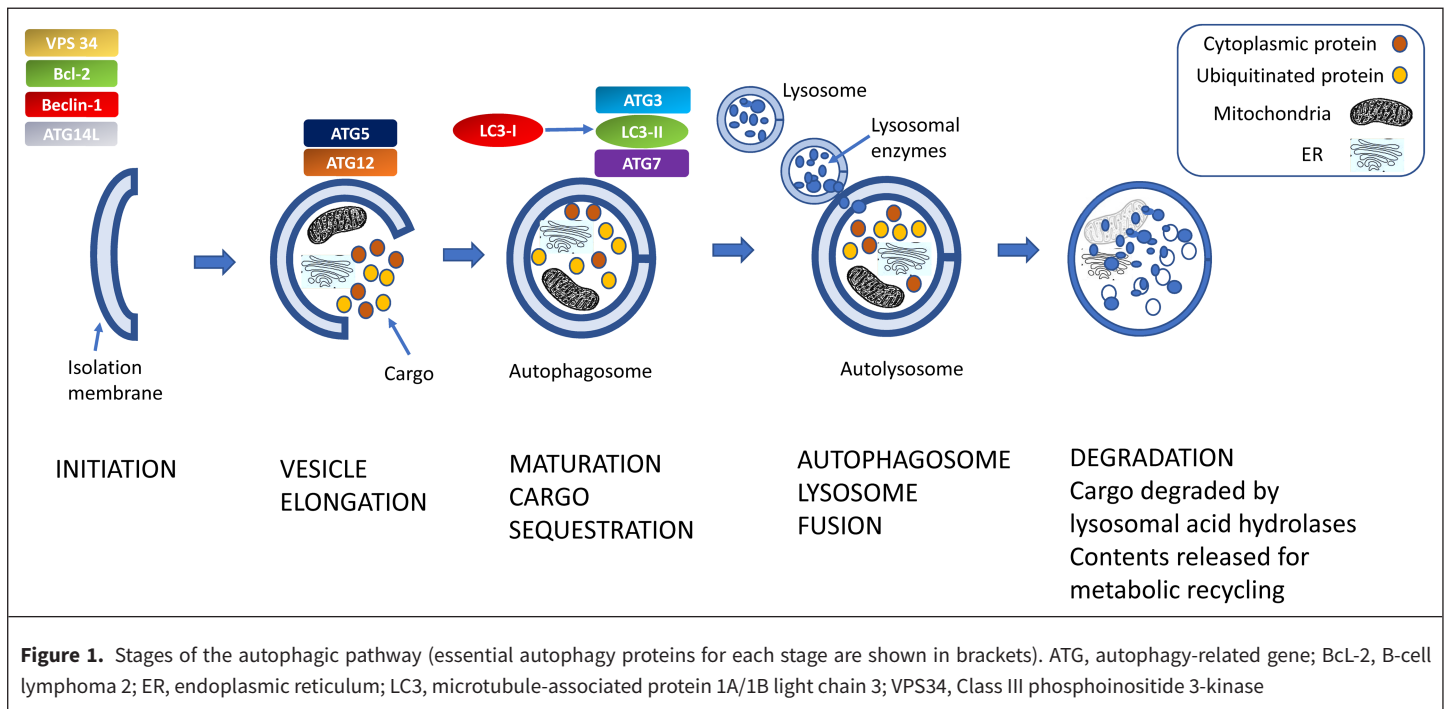 VPS 34
Bcl-2
Beclin-1
ATG14L
Isolation
membrane
INITIATION
ATG5
ATG12
Cargo
VESICLE
ELONGATION
LC3-I
ATG3
LC3-II
ATG7
Autophagosome
MATURATION
CARGO
SEQUESTRATION
Lysosome
Lysosomal
enzymes
Autolysosome
AUTOPHAGOSOME
LYSOSOME
FUSION
Cytoplasmic protein
Ubiquitinated protein
Mitochondria
ER
DEGRADATION
Cargo degraded by
lysosomal acid hydrolases
Contents released for
metabolic recycling
Figure 1. Stages of the autophagic pathway (essential autophagy proteins for each stage are shown in brackets). ATG, autophagy-related gene; BcL-2, B-cell
lymphoma 2; ER, endoplasmic reticulum; LC3, microtubule-associated protein 1A/1B light chain 3; VPS34, Class III phosphoinositide 3-kinase